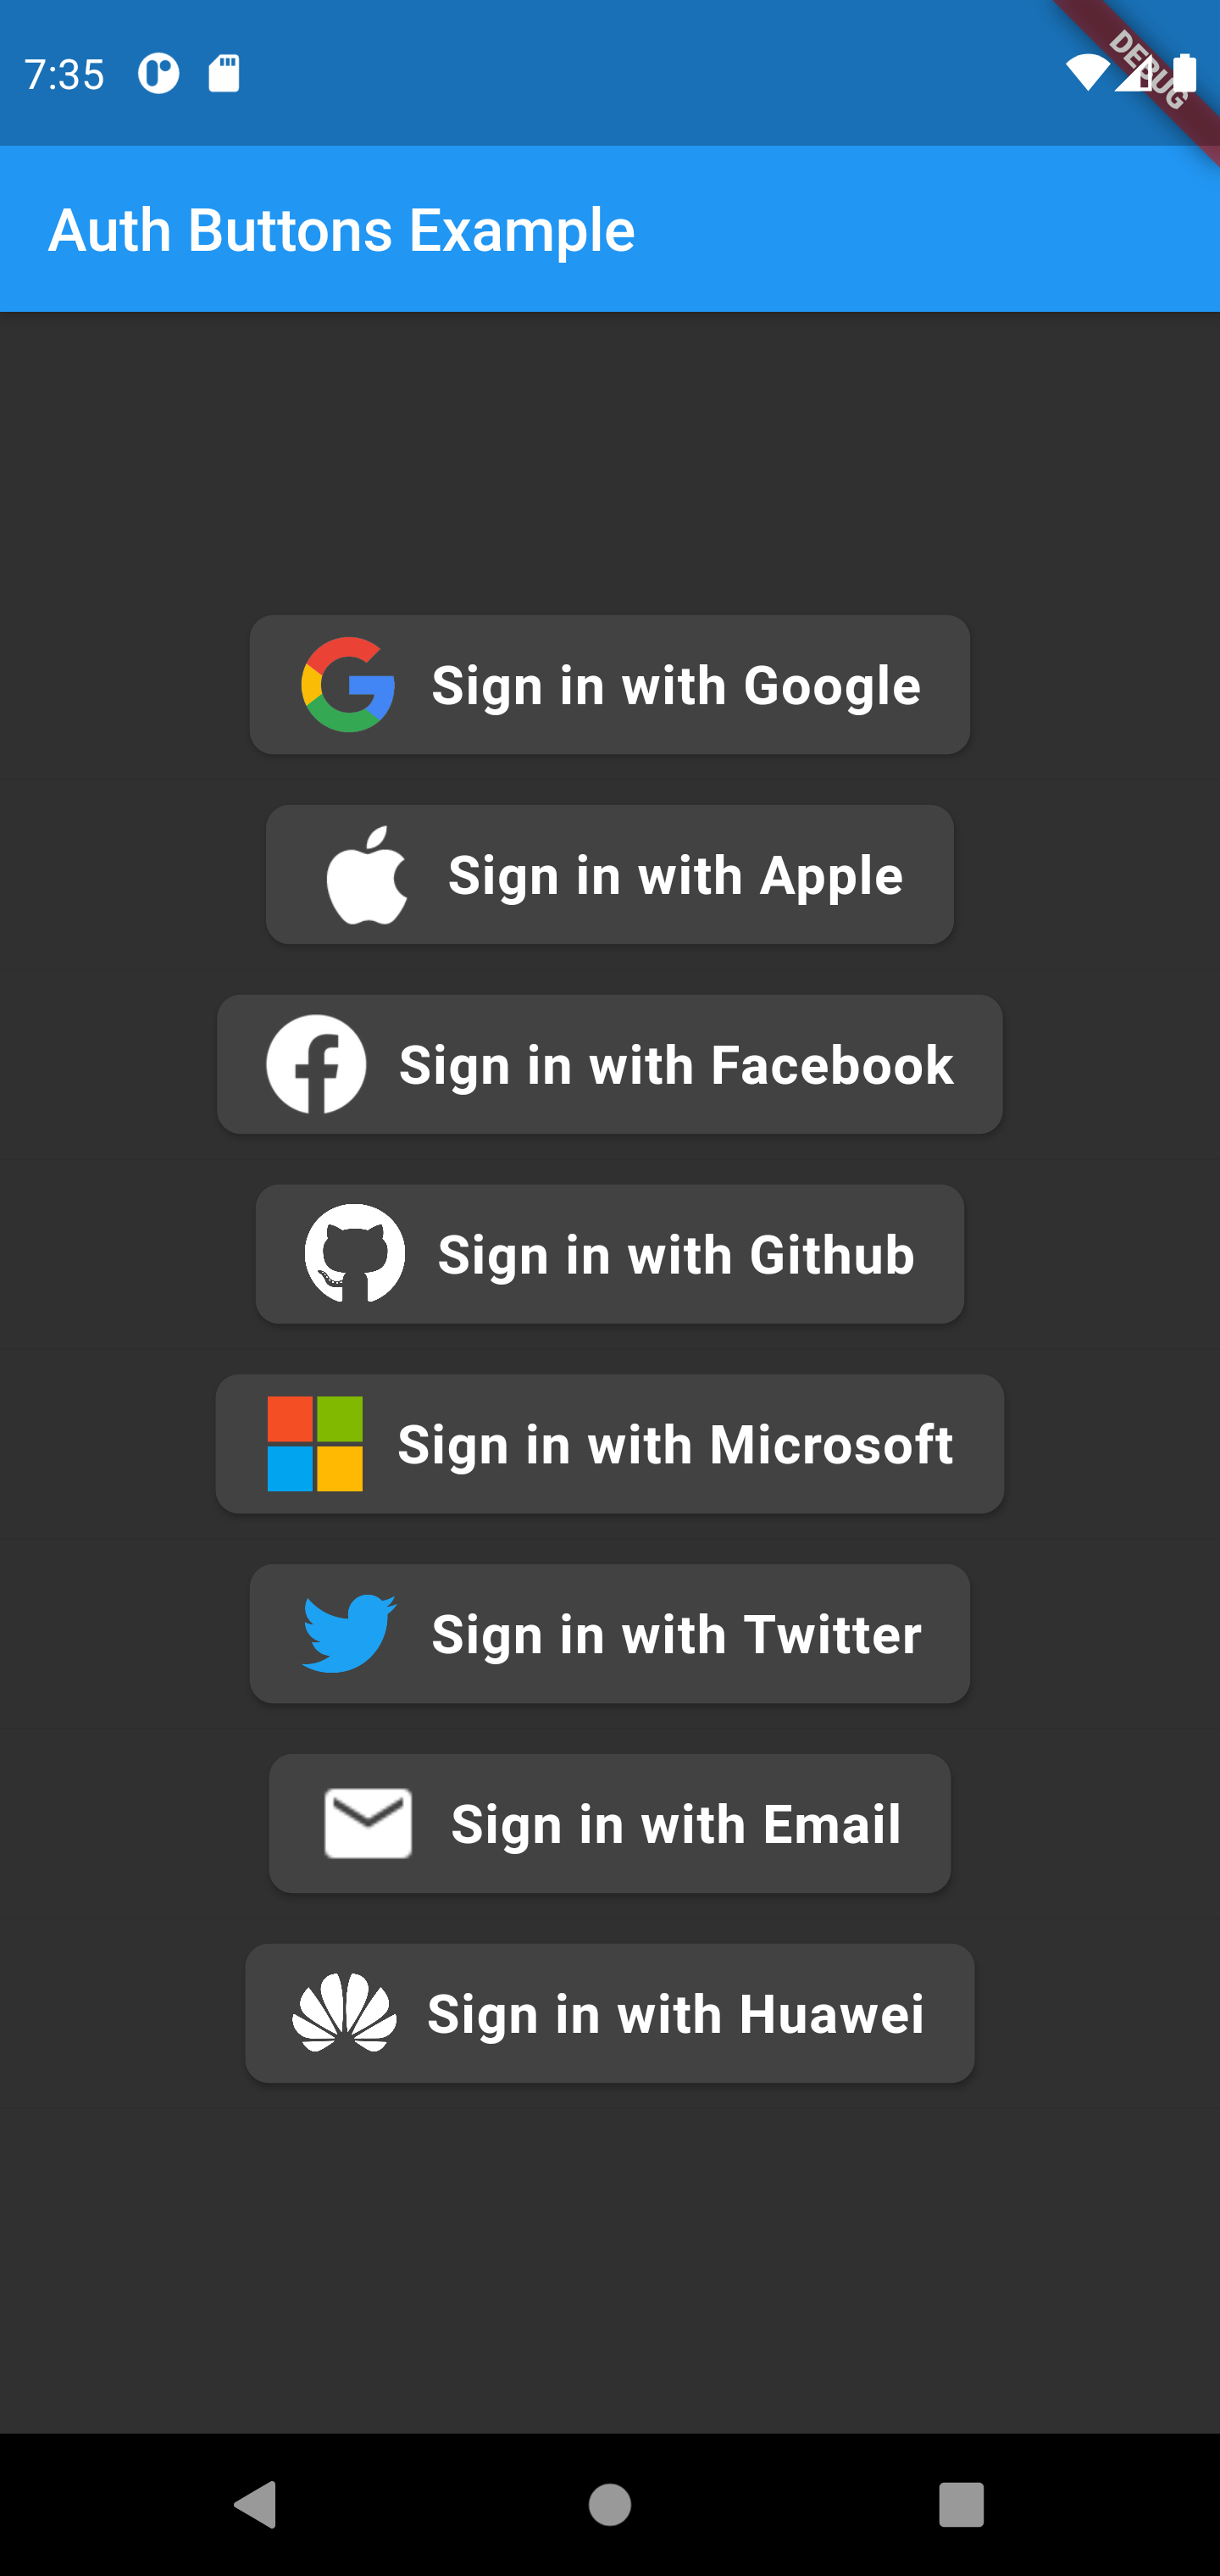 7:35
DEBUG
Auth Buttons Example
Sign in with Google
Sign in with Apple
Sign in with Facebook
Sign in with Github
Sign in with Microsoft
Sign in with Twitter
Sign in with Email
Sign in with Huawei